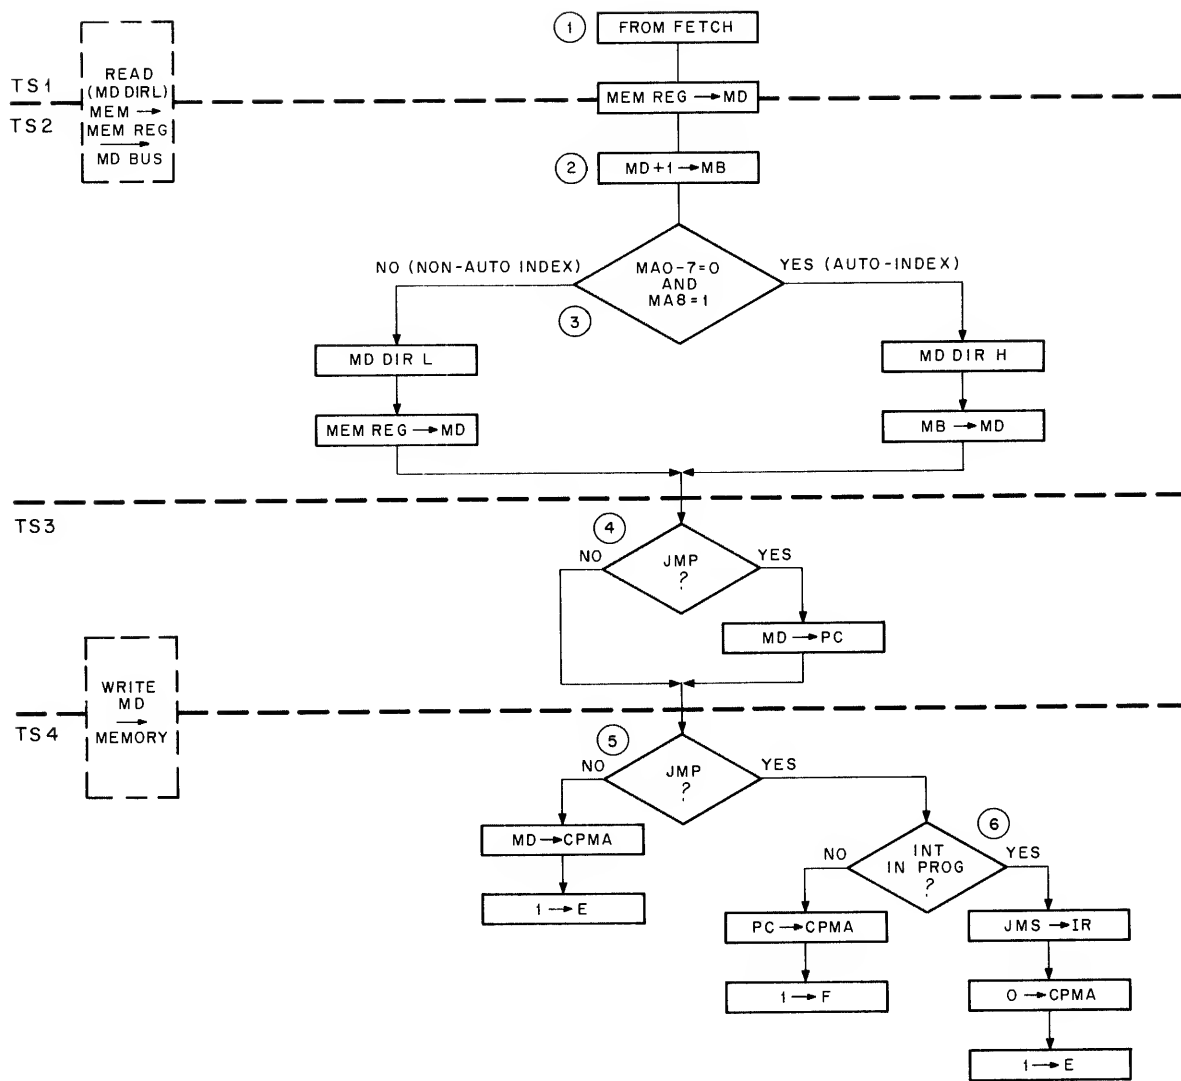 1
FROM FETCH
READ
(MD DIRL)
MEM →
MEM REG
→
MD BUS
TS1
MEM REG → MD
TS2
2
MD+1 → MB
NO (NON-AUTO INDEX)
MA0-7=0
AND
MA8=1
YES (AUTO-INDEX)
3
MD DIR L
MD DIR H
MEM REG → MD
MB → MD
TS3
4
NO
JMP
?
YES
MD → PC
WRITE
MD
→
MEMORY
TS4
5
NO
JMP
?
YES
6
MD → CPMA
NO
INT
IN PROG
?
YES
1 → E
PC → CPMA
JMS → IR
1 → F
0 → CPMA
1 → E